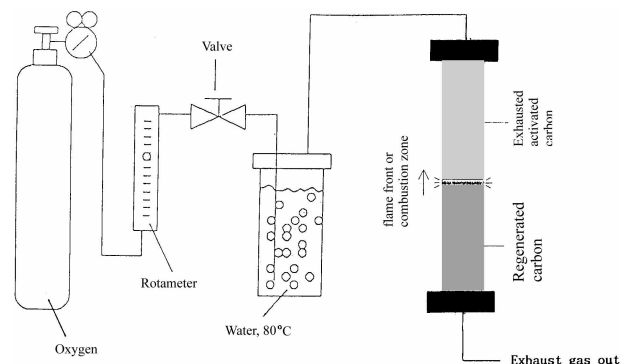 Valve
Rotameter
Water, 80°C
Oxygen
flame front or
combustion zone
Exhausted
activated
carbon
Regenerated
carbon
Exhaust gas out